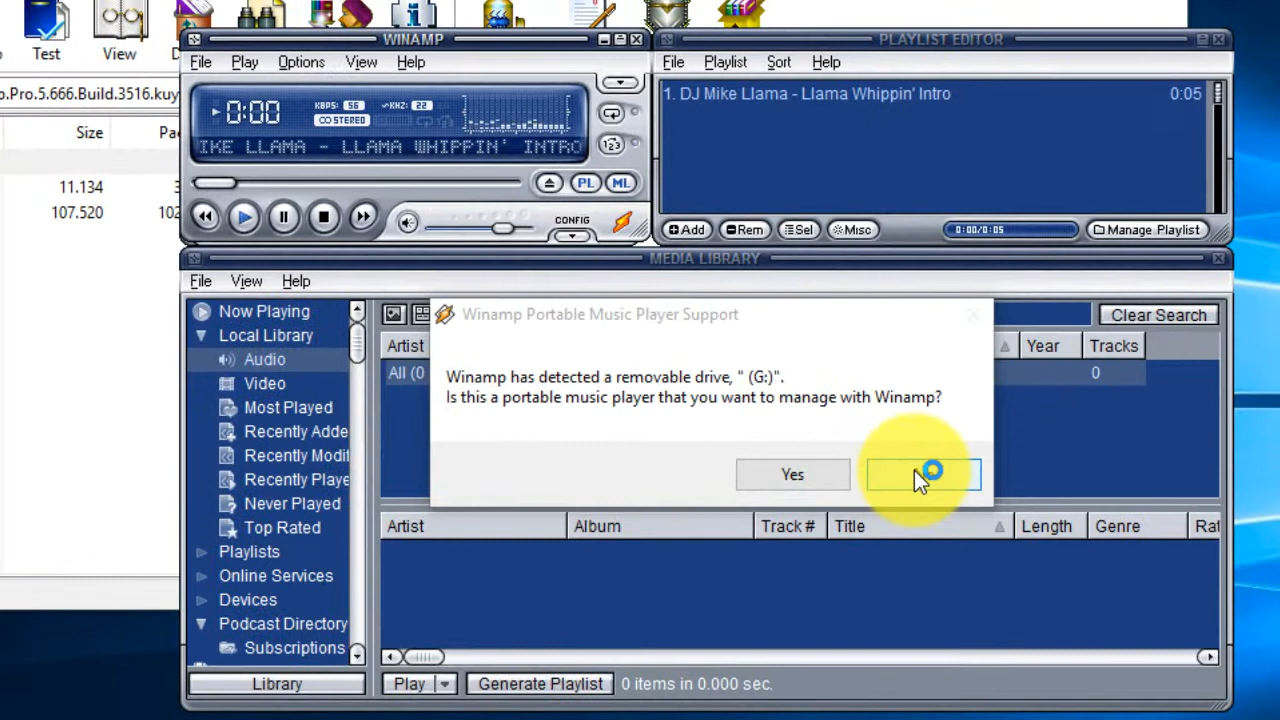 Test
View
D
o.Pro.5.666.Build.3516.kuy
Size
Pac
11.134
3
107.520
102
WINAMP
File
Play
Options
View
Help
0:00
KBPS: 56
KHZ: 22
STEREO
IKE LLAMA - LLAMA WHIPPIN' INTRO
PL
ML
CONFIG
PLAYLIST EDITOR
File
Playlist
Sort
Help
1. DJ Mike Llama - Llama Whippin' Intro
0:05
Add
Rem
Sel
Misc
0:00/0:05
Manage Playlist
MEDIA LIBRARY
File
View
Help
Now Playing
Local Library
Audio
Video
Most Played
Recently Adde
Recently Modif
Recently Playe
Never Played
Top Rated
Playlists
Online Services
Devices
Podcast Directory
Subscriptions
Library
Clear Search
Artist
Year
Tracks
All (0
0
Winamp Portable Music Player Support
Winamp has detected a removable drive, " (G:)".
Is this a portable music player that you want to manage with Winamp?
Yes
Artist
Album
Track #
Title
Length
Genre
Rat
Play
Generate Playlist
0 items in 0.000 sec.